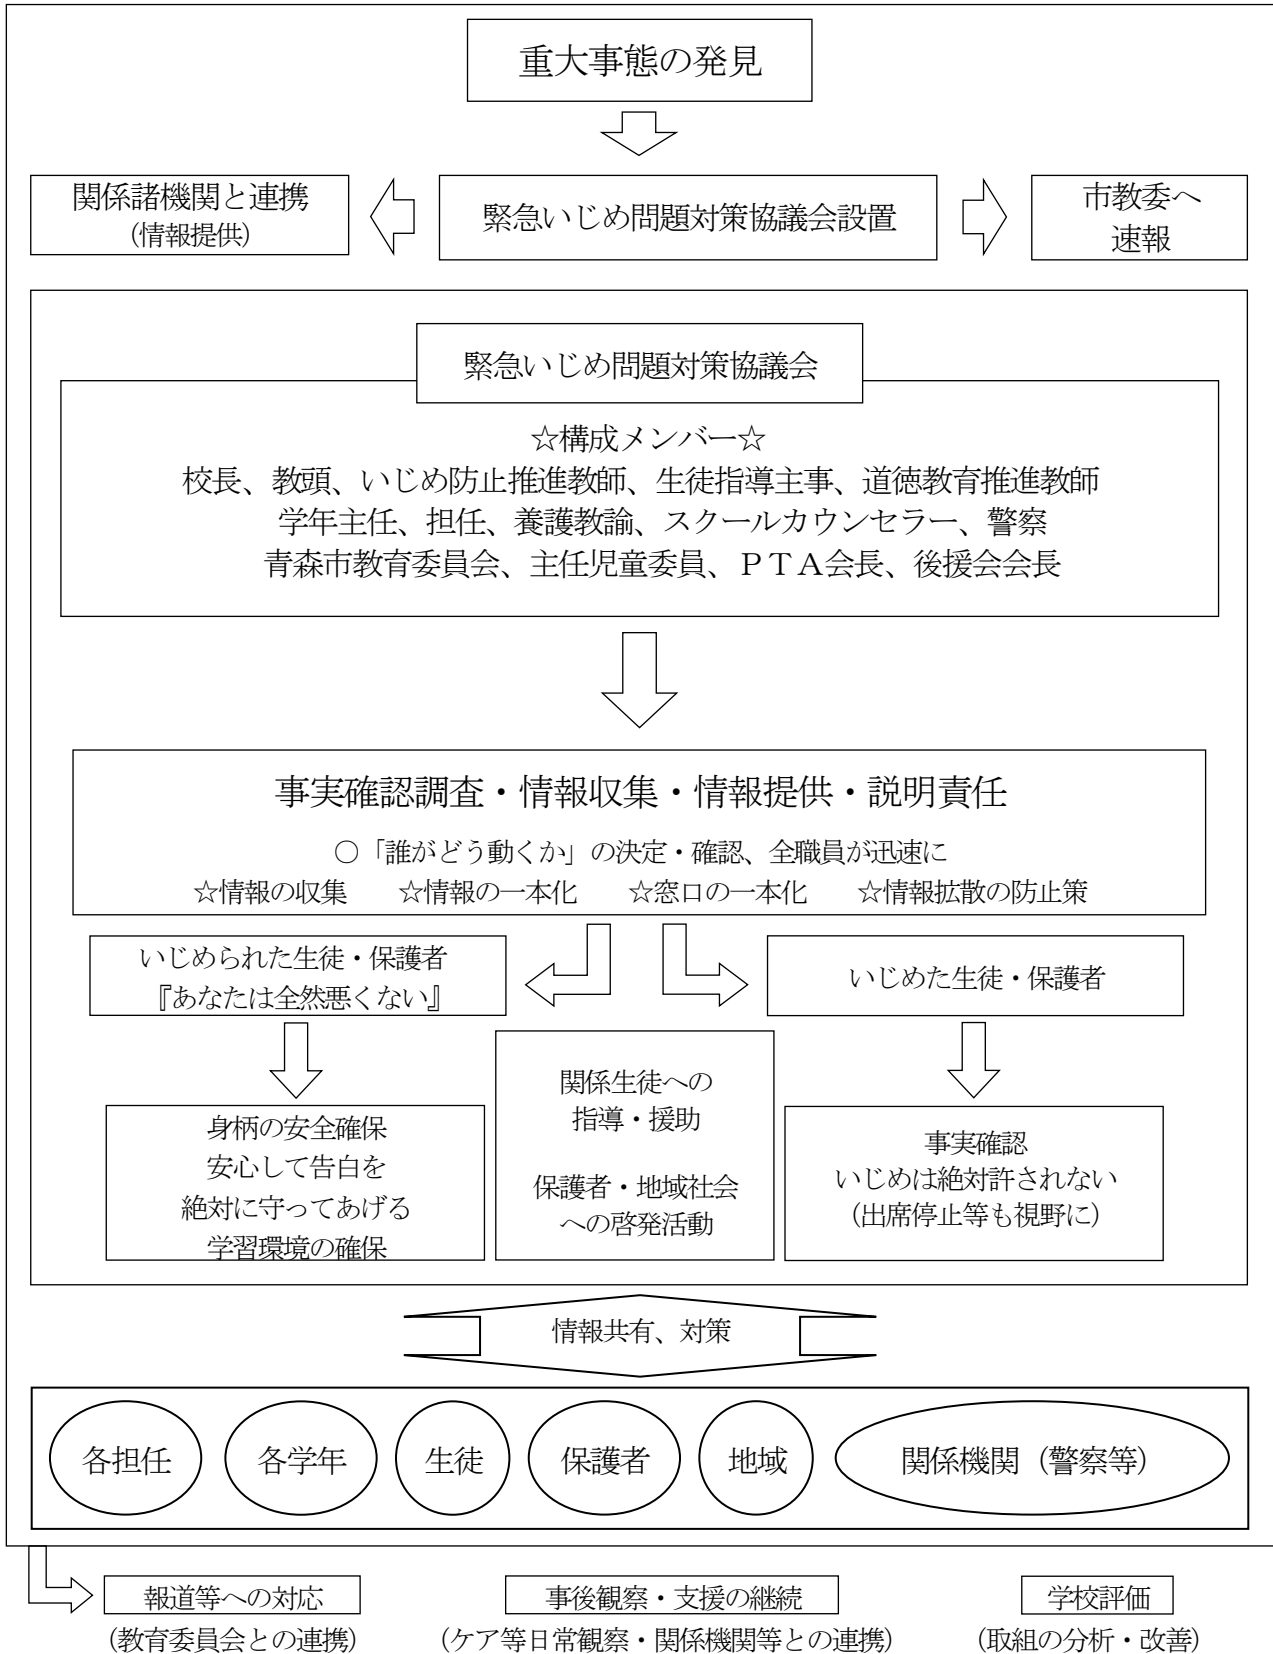 重大事態の発見
関係諸機関と連携
(情報提供)
緊急いじめ問題対策協議会設置
市教委へ
速報
緊急いじめ問題対策協議会
☆構成メンバー☆
校長、教頭、いじめ防止推進教師、生徒指導主事、道徳教育推進教師
学年主任、担任、養護教諭、スクールカウンセラー、警察
青森市教育委員会、主任児童委員、ＰＴＡ会長、後援会会長
事実確認調査・情報収集・情報提供・説明責任
○「誰がどう動くか」の決定・確認、全職員が迅速に
☆情報の収集　☆情報の一本化　☆窓口の一本化　☆情報拡散の防止策
いじめられた生徒・保護者
『あなたは全然悪くない』
いじめた生徒・保護者
身柄の安全確保
安心して告白を
絶対に守ってあげる
学習環境の確保
関係生徒への
指導・援助
保護者・地域社会
への啓発活動
事実確認
いじめは絶対許されない
(出席停止等も視野に)
情報共有、対策
各担任
各学年
生徒
保護者
地域
関係機関（警察等）
報道等への対応
(教育委員会との連携)
事後観察・支援の継続
(ケア等日常観察・関係機関等との連携)
学校評価
(取組の分析・改善)